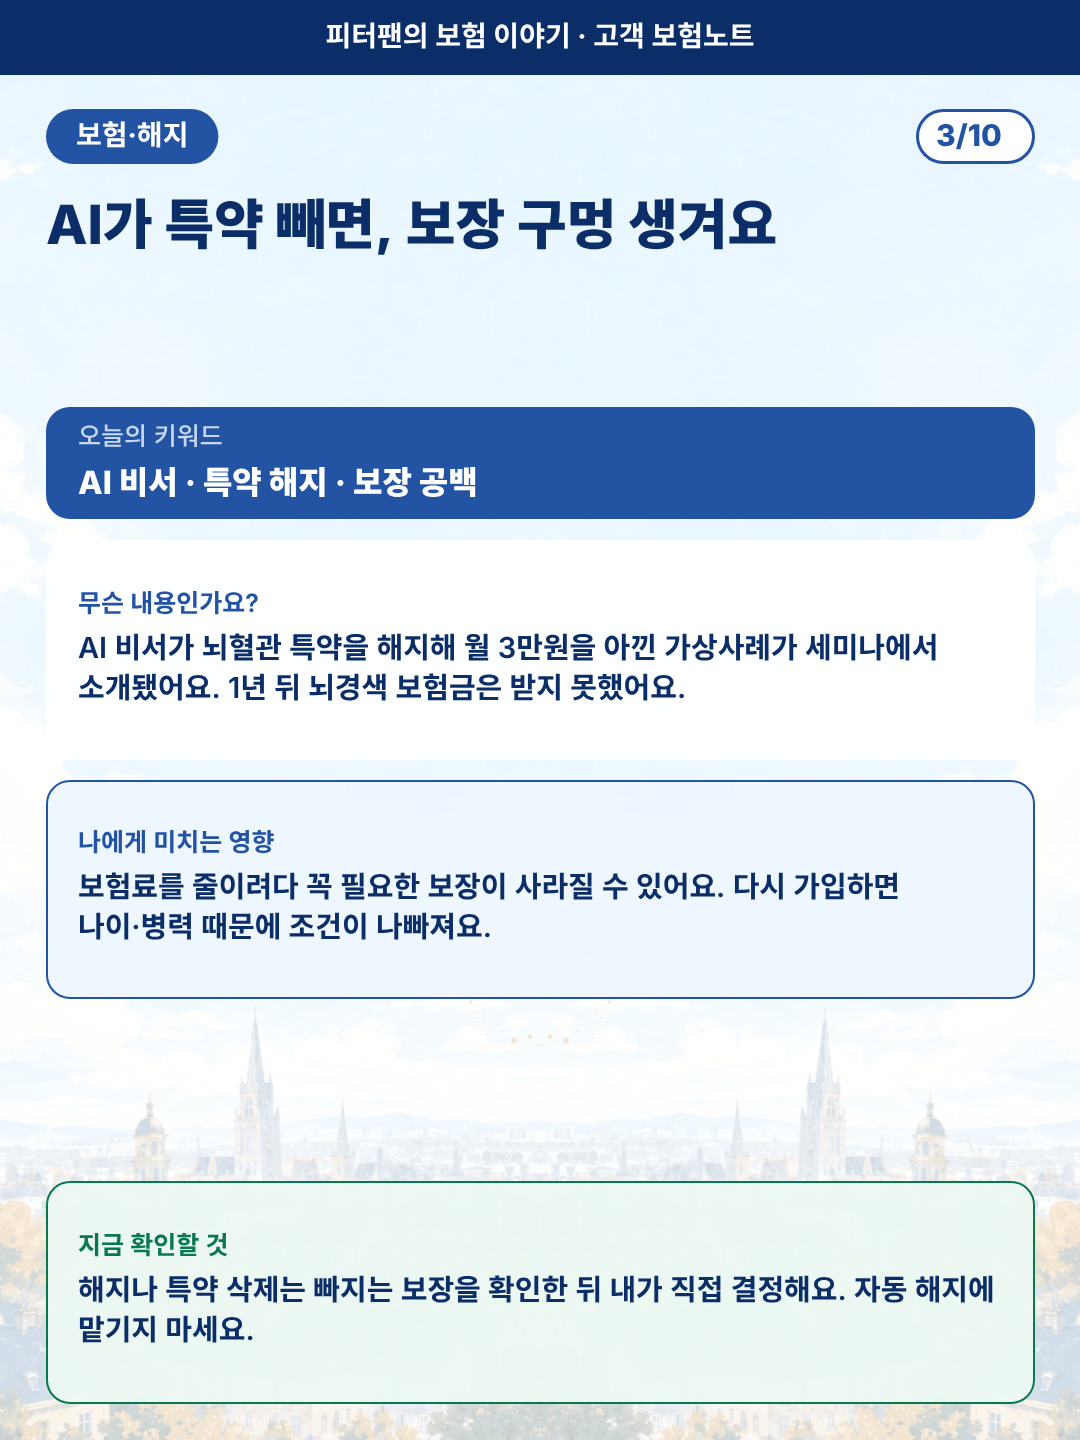 피터팬의 보험 이야기 · 고객 보험노트
보험·해지
3/10
AI가 특약 빼면, 보장 구멍 생겨요
오늘의 키워드
AI 비서 · 특약 해지 · 보장 공백
무슨 내용인가요?
AI 비서가 뇌혈관 특약을 해지해 월 3만원을 아낀 가상사례가 세미나에서
소개됐어요. 1년 뒤 뇌경색 보험금은 받지 못했어요.
나에게 미치는 영향
보험료를 줄이려다 꼭 필요한 보장이 사라질 수 있어요. 다시 가입하면
나이·병력 때문에 조건이 나빠져요.
지금 확인할 것
해지나 특약 삭제는 빠지는 보장을 확인한 뒤 내가 직접 결정해요. 자동 해지에
맡기지 마세요.